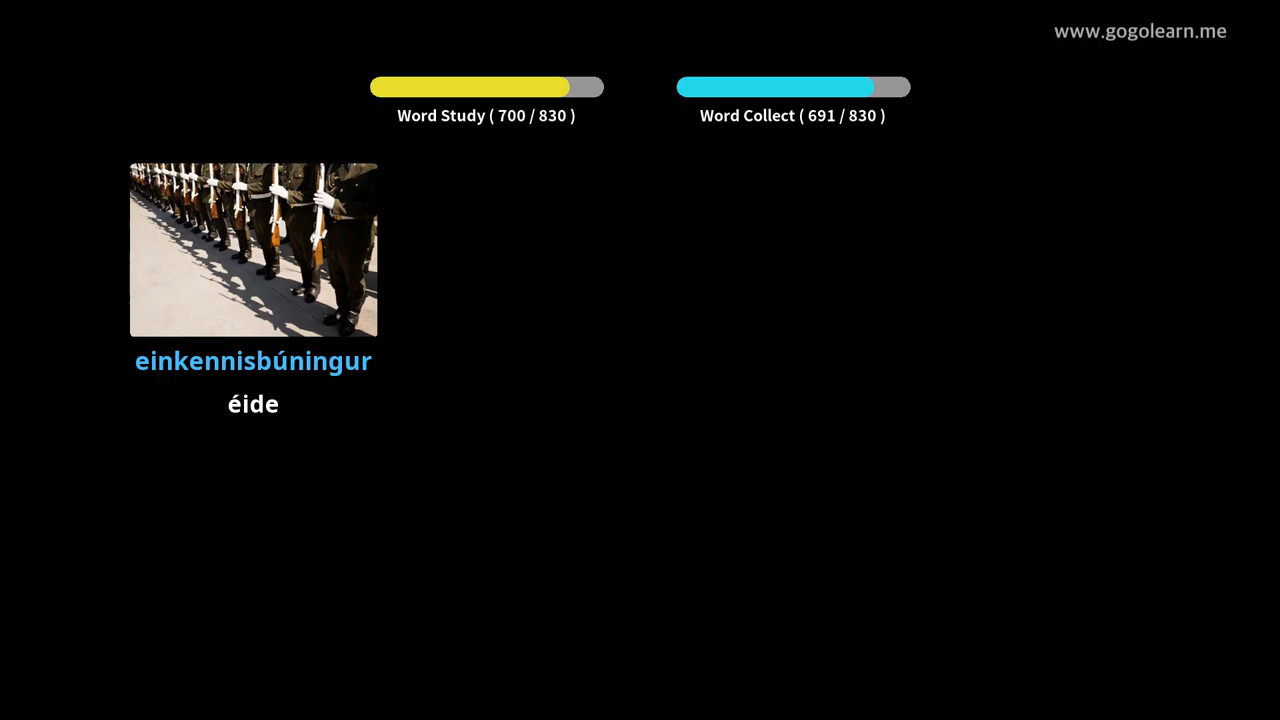 www.gogolearn.me
Word Study ( 700 / 830 )
Word Collect ( 691 / 830 )
einkennisbúningur
éide